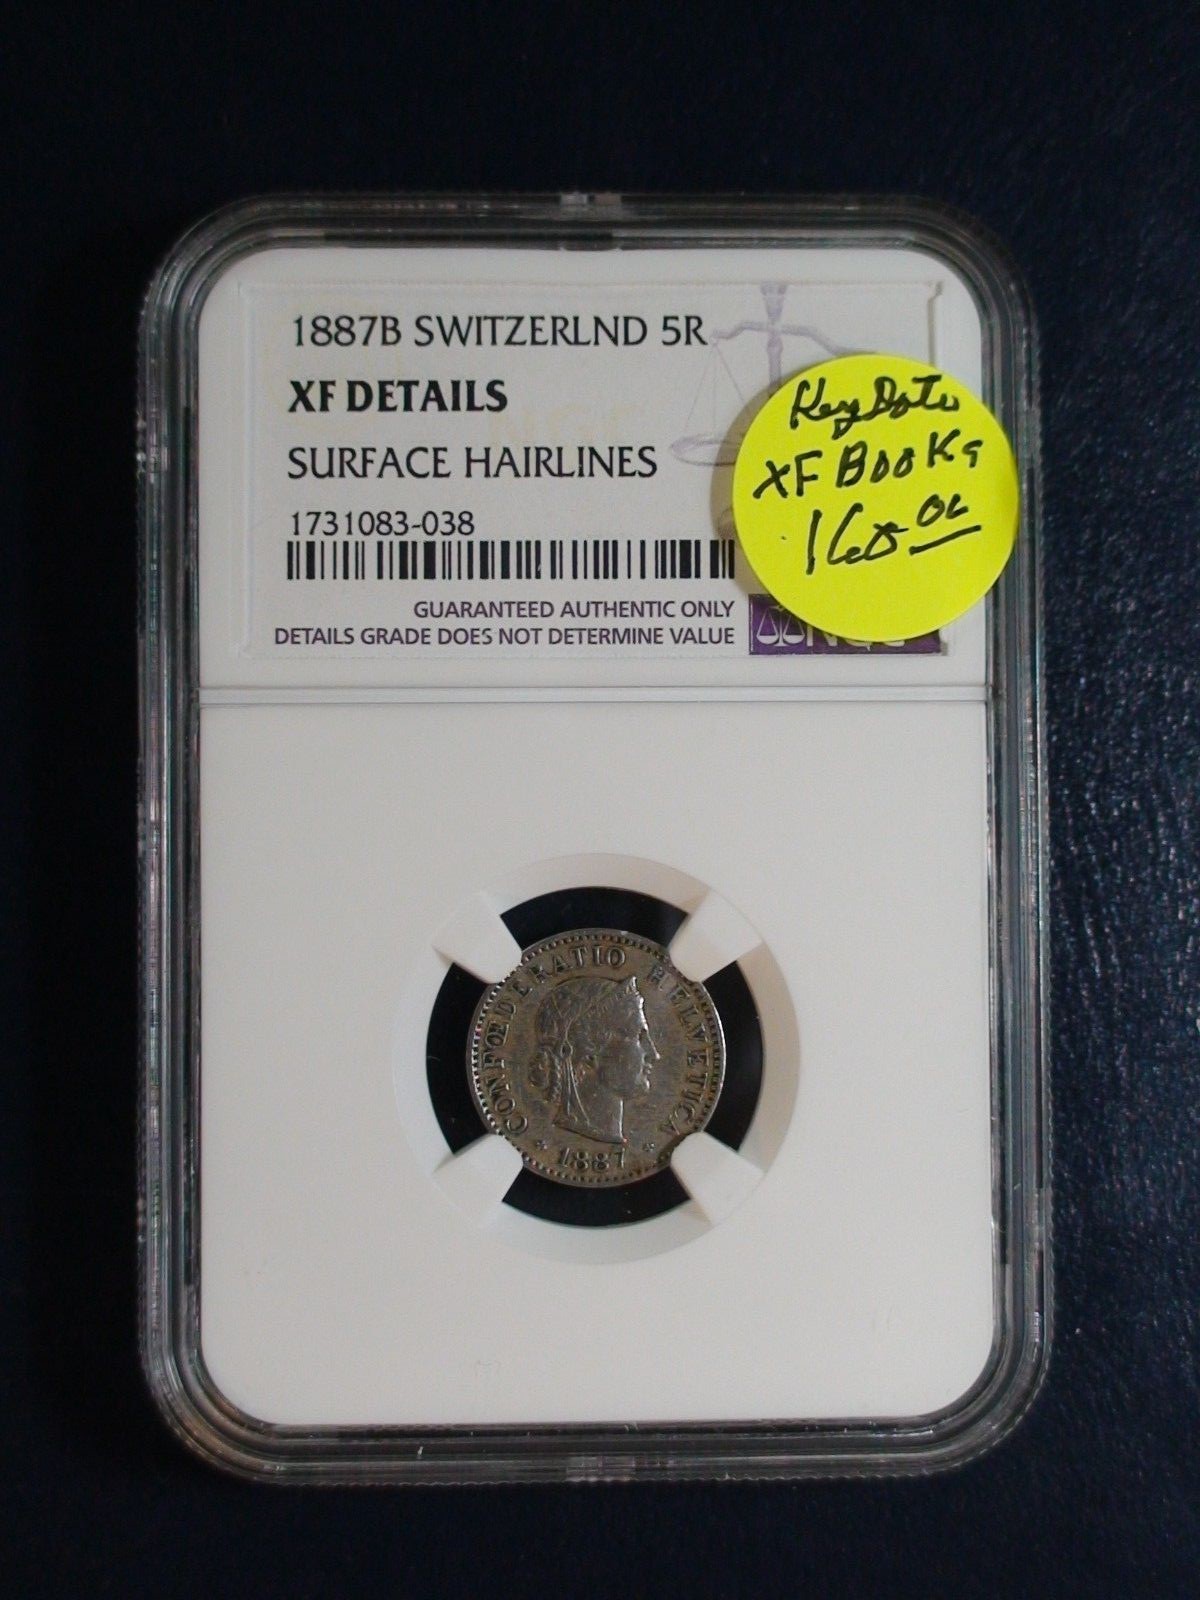 1887B SWITZERLND 5R
XF DETAILS
SURFACE HAIRLINES
1731083-038
GUARANTEED AUTHENTIC ONLY
DETAILS GRADE DOES NOT DETERMINE VALUE
Key Date
XF Books
CONFŒDERATIO HELVETICA
* 1887 *